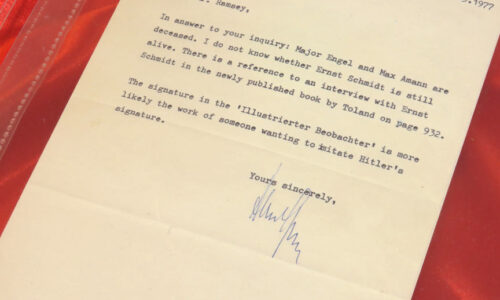 .1977
Ramsey,
In answer to your inquiry: Major Engel and Max Amann are
deceased. I do not know whether Ernst Schmidt is still
alive. There is a reference to an interview with Ernst
Schmidt in the newly published book by Toland on page 932.
The signature in the 'Illustrierter Beobachter' is more
likely the work of someone wanting to imitate Hitler's
signature.
Yours sincerely,